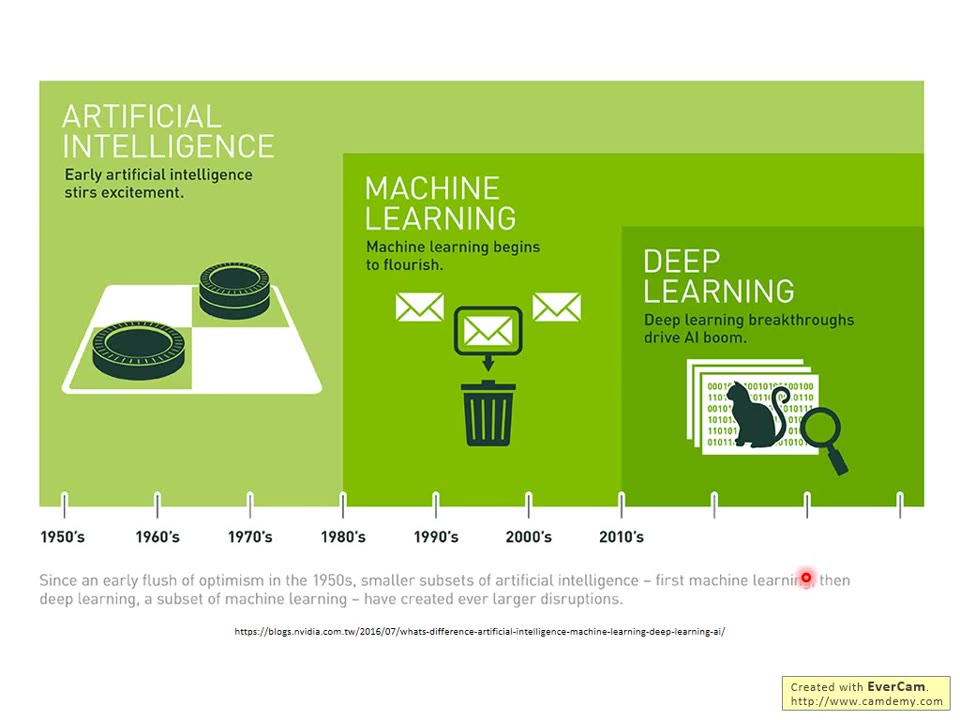 ARTIFICIAL
INTELLIGENCE
Early artificial intelligence
stirs excitement.
MACHINE
LEARNING
Machine learning begins
to flourish.
DEEP
LEARNING
Deep learning breakthroughs
drive AI boom.
1950's 1960's 1970's 1980's 1990's 2000's 2010's
Since an early flush of optimism in the 1950s, smaller subsets of artificial intelligence – first machine learning, then
deep learning, a subset of machine learning – have created ever larger disruptions.
https://blogs.nvidia.com.tw/2016/07/whats-difference-artificial-intelligence-machine-learning-deep-learning-ai/
Created with EverCam.
http://www.camdemy.com